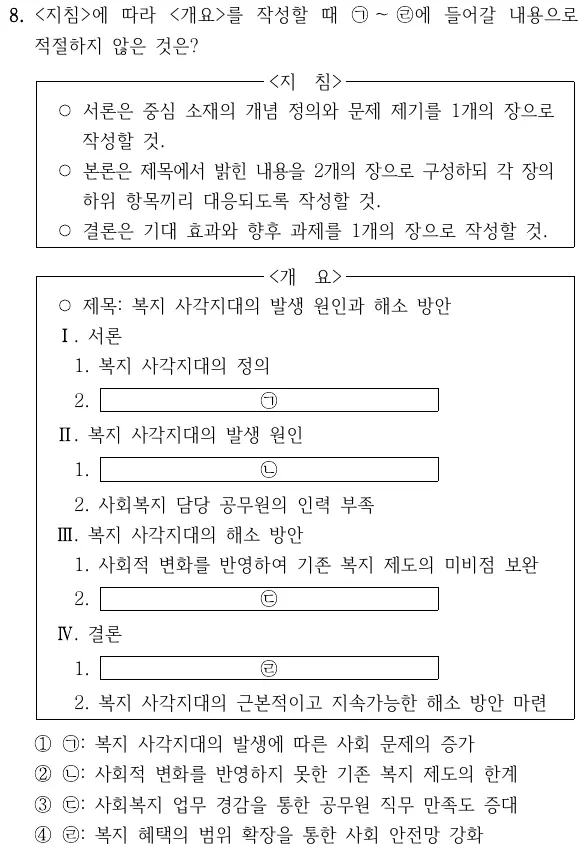 8. <지침>에 따라 <개요>를 작성할 때 ㉠ ~ ㉣에 들어갈 내용으로
적절하지 않은 것은?
<지 침>
○ 서론은 중심 소재의 개념 정의와 문제 제기를 1개의 장으로
작성할 것.
○ 본론은 제목에서 밝힌 내용을 2개의 장으로 구성하되 각 장의
하위 항목끼리 대응되도록 작성할 것.
○ 결론은 기대 효과와 향후 과제를 1개의 장으로 작성할 것.
<개 요>
○ 제목: 복지 사각지대의 발생 원인과 해소 방안
Ⅰ. 서론
1. 복지 사각지대의 정의
2. ㉠
Ⅱ. 복지 사각지대의 발생 원인
1. ㉡
2. 사회복지 담당 공무원의 인력 부족
Ⅲ. 복지 사각지대의 해소 방안
1. 사회적 변화를 반영하여 기존 복지 제도의 미비점 보완
2. ㉢
Ⅳ. 결론
1. ㉣
2. 복지 사각지대의 근본적이고 지속가능한 해소 방안 마련
① ㉠: 복지 사각지대의 발생에 따른 사회 문제의 증가
② ㉡: 사회적 변화를 반영하지 못한 기존 복지 제도의 한계
③ ㉢: 사회복지 업무 경감을 통한 공무원 직무 만족도 증대
④ ㉣: 복지 혜택의 범위 확장을 통한 사회 안전망 강화